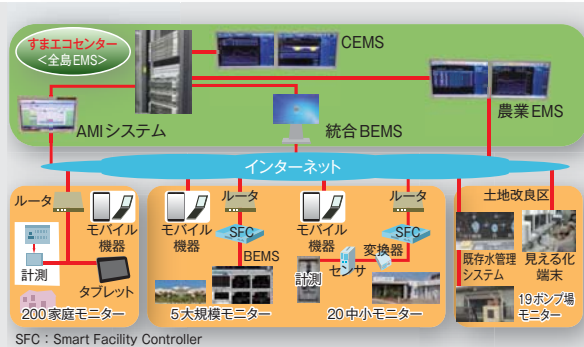 すまエコセンター
<全島EMS>
CEMS
AMIシステム
統合BEMS
農業EMS
インターネット
ルータ
モバイル
機器
計測
タブレット
200家庭モニター
モバイル
機器
ルータ
SFC
BEMS
5大規模モニター
モバイル
機器
ルータ
SFC
変換器
センサ
計測
20中小モニター
土地改良区
既存水管理
システム
見える化
端末
19ポンプ場
モニター
SFC：Smart Facility Controller